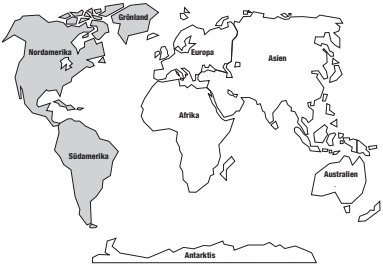 Grönland
Nordamerika
Europa
Asien
Afrika
Südamerika
Australien
Antarktis